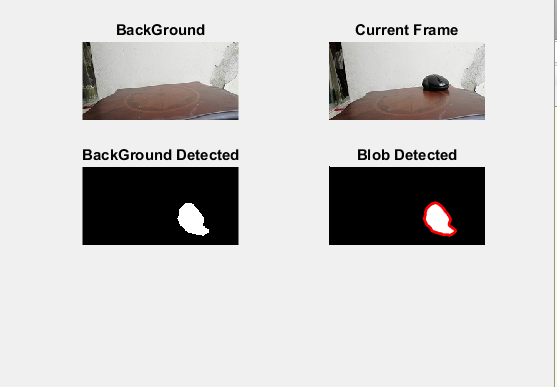 BackGround
Current Frame
BackGround Detected
Blob Detected